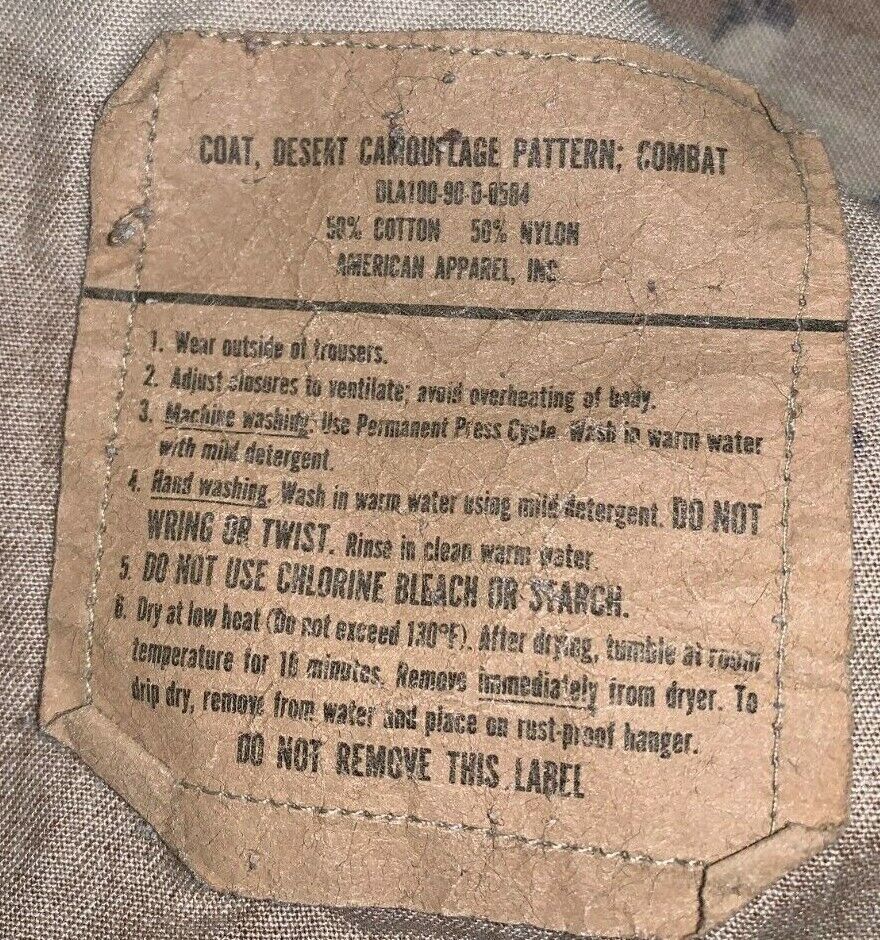 COAT, DESERT CAMOUFLAGE PATTERN; COMBAT
DLA100-90-D-0584
50% COTTON 50% NYLON
AMERICAN APPAREL, INC
1. Wear outside of trousers.
2. Adjust closures to ventilate; avoid overheating of body.
3. Machine washing: Use Permanent Press Cycle. Wash in warm water
with mild detergent.
4. Hand washing. Wash in warm water using mild detergent. DO NOT
WRING OR TWIST. Rinse in clean warm water.
5. DO NOT USE CHLORINE BLEACH OR STARCH.
6. Dry at low heat (Do not exceed 130°F). After drying, tumble at room
temperature for 10 minutes. Remove immediately from dryer. To
drip dry, remove from water and place on rust-proof hanger.
DO NOT REMOVE THIS LABEL